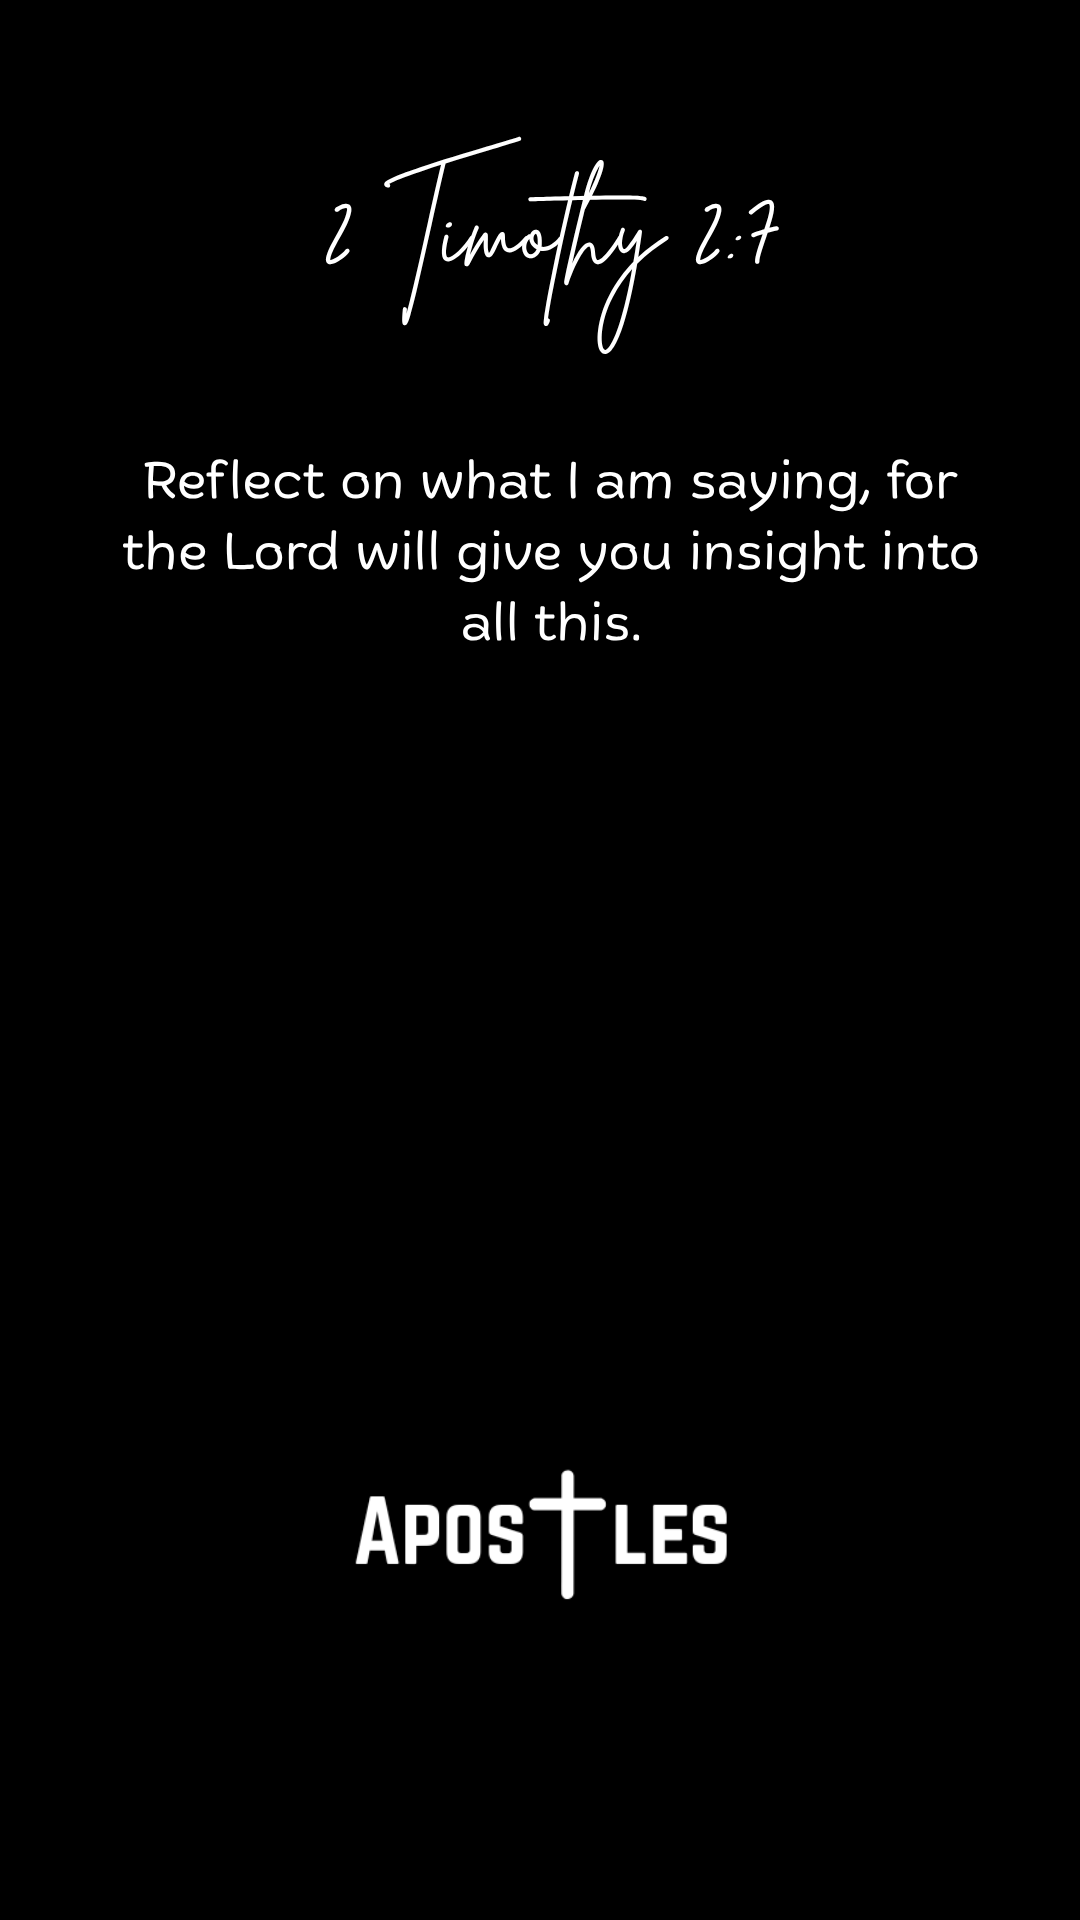 2 Timothy 2:7
Reflect on what I am saying, for
the Lord will give you insight into
all this.
APOSTLES